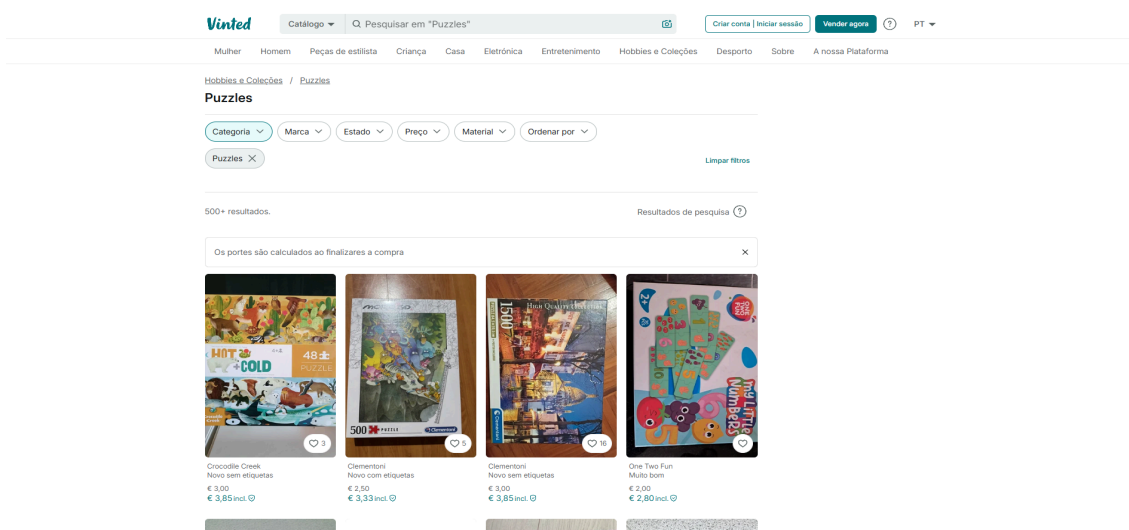 Vinted
Catálogo
Pesquisar em "Puzzles"
Criar conta | Iniciar sessão
Vender agora
?
PT
Mulher Homem Peças de estilista Criança Casa Eletrónica Entretenimento Hobbies e Coleções Desporto Sobre A nossa Plataforma
Hobbies e Coleções / Puzzles
Puzzles
Categoria Marca Estado Preço Material Ordenar por
Puzzles
Limpar filtros
500+ resultados.
Resultados de pesquisa ?
Os portes são calculados ao finalizares a compra
HOT
+COLD
48
PUZZLE
3
500
PUZZLE
Clementoni
5
1500
HIGH QUALITY COLLECTION
Clementoni
16
2+
ONE TWO FUN
My Little
NUMBERS
Crocodile Creek
Novo sem etiquetas
€ 3,00
€ 3,85 incl.
Clementoni
Novo com etiquetas
€ 2,50
€ 3,33 incl.
Clementoni
Novo sem etiquetas
€ 3,00
€ 3,85 incl.
One Two Fun
Muito bom
€ 2,00
€ 2,80 incl.